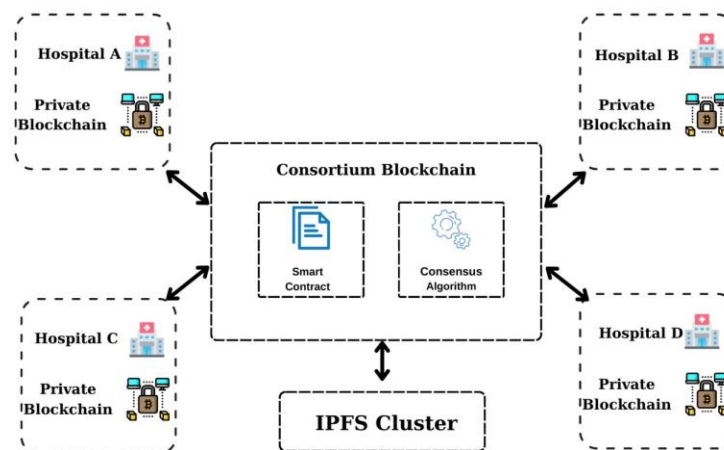 Hospital A
Private
Blockchain
Hospital B
Private
Blockchain
Consortium Blockchain
Smart
Contract
Consensus
Algorithm
Hospital C
Private
Blockchain
Hospital D
Private
Blockchain
IPFS Cluster